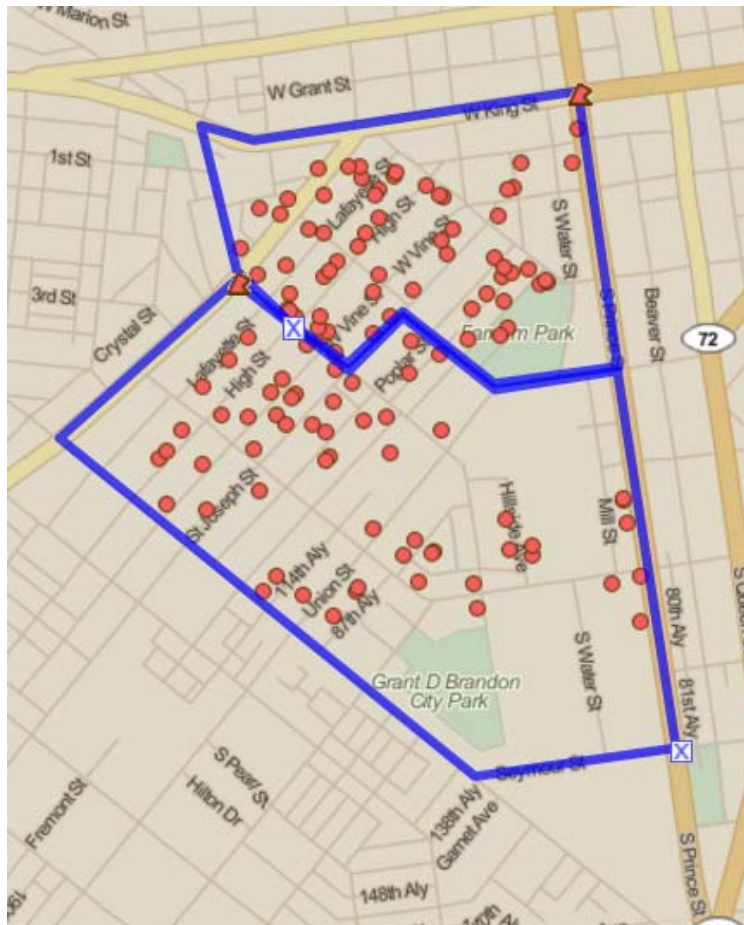 W Marion St
W Grant St
W King St
1st St
Lafayette St
High St
W Vine St
S Water St
3rd St
S Prince St
Beaver St
Crystal St
W Vine St
72
Lafayette St
High St
Poplar St
Park
St Joseph St
Hillside Ave
Mill St
114th Aly
Union St
87th Aly
80th Aly
S Water St
Grant D Brandon
City Park
81st Aly
S Pearl St
Hilton Dr
Seymour St
Fremont St
138th Aly
Garnet Ave
S Prince St
148th Aly